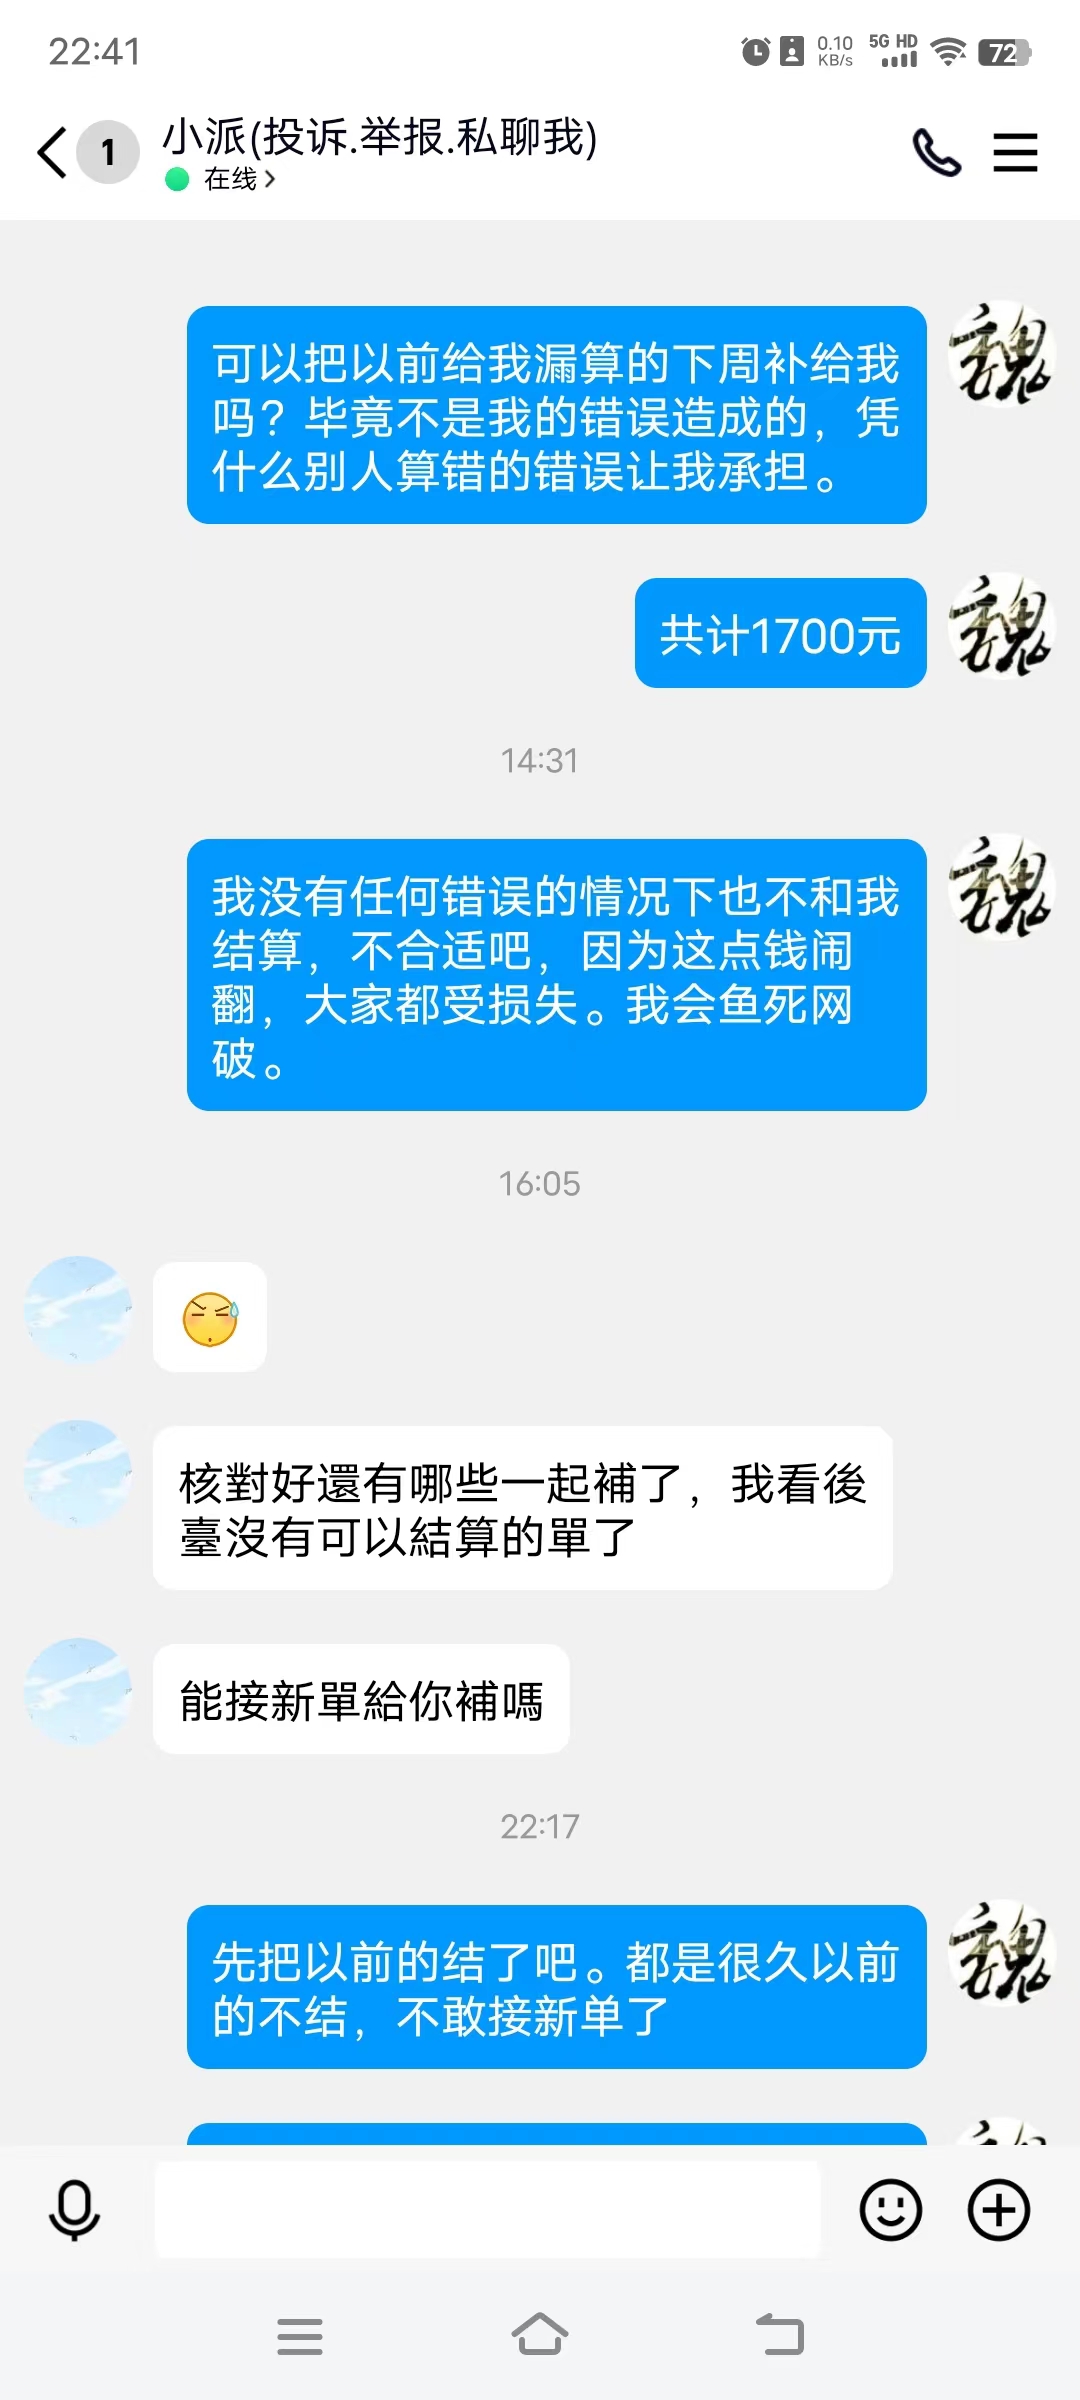 22:41
0.10 KB/s
5G HD
72
1
小派(投诉.举报.私聊我)
在线
可以把以前给我漏算的下周补给我
吗？毕竟不是我的错误造成的，凭
什么别人算错的错误让我承担。
魏
共计1700元
魏
14:31
我没有任何错误的情况下也不和我
结算，不合适吧，因为这点钱闹
翻，大家都受损失。我会鱼死网
破。
魏
16:05
核對好還有哪些一起補了，我看後
臺沒有可以結算的單了
能接新單給你補嗎
22:17
先把以前的结了吧。都是很久以前
的不结，不敢接新单了
魏